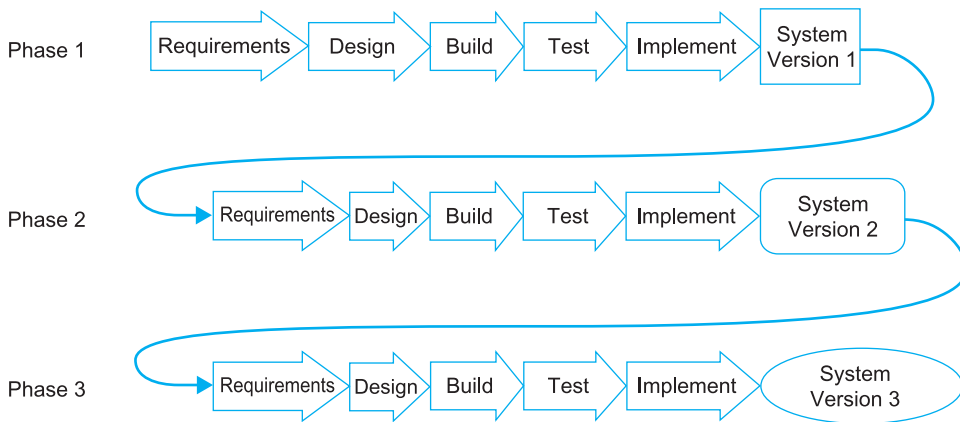 Phase 1
Requirements
Design
Build
Test
Implement
System
Version 1
Phase 2
Requirements
Design
Build
Test
Implement
System
Version 2
Phase 3
Requirements
Design
Build
Test
Implement
System
Version 3